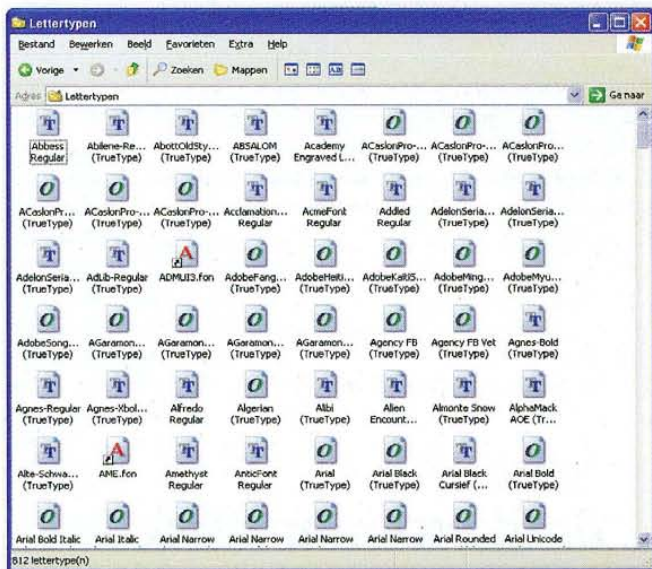 Lettertypen
Bestand Bewerken Beeld Favorieten Extra Help
Vorige Zoeken Mappen
Adres Lettertypen Ga naar
Abbess Regular
Abilene-Re... (TrueType)
AbottOldSty... (TrueType)
ABSALOM (TrueType)
Academy Engraved L...
ACaslonPro-... (TrueType)
ACaslonPro-... (TrueType)
ACaslonPro... (TrueType)
ACaslonPr... (TrueType)
ACaslonPro-... (TrueType)
ACaslonPro-... (TrueType)
Acclamation... Regular
AcmeFont Regular
Addled Regular
AdelonSeria... (TrueType)
AdelonSeria... (TrueType)
AdelonSeria... (TrueType)
AdLib-Regular (TrueType)
ADMUI3.fon
AdobeFang... (TrueType)
AdobeHeiti... (TrueType)
AdobeKaitiS... (TrueType)
AdobeMing... (TrueType)
AdobeMyu... (TrueType)
AdobeSong... (TrueType)
AGaramon... (TrueType)
AGaramon... (TrueType)
AGaramon... (TrueType)
AGaramon... (TrueType)
Agency FB (TrueType)
Agency FB Vet (TrueType)
Agnes-Bold (TrueType)
Agnes-Regular (TrueType)
Agnes-Xbol... (TrueType)
Alfredo Regular
Algerian (TrueType)
Alibi (TrueType)
Alien Encount...
Almonte Snow (TrueType)
AlphaMack AOE (Tr...
Alte-Schwa... (TrueType)
AME.fon
Amethyst Regular
AnticFont Regular
Arial (TrueType)
Arial Black (TrueType)
Arial Black Cursief (...
Arial Bold (TrueType)
Arial Bold Italic
Arial Italic
Arial Narrow
Arial Narrow
Arial Narrow
Arial Narrow
Arial Rounded
Arial Unicode
812 lettertype(n)